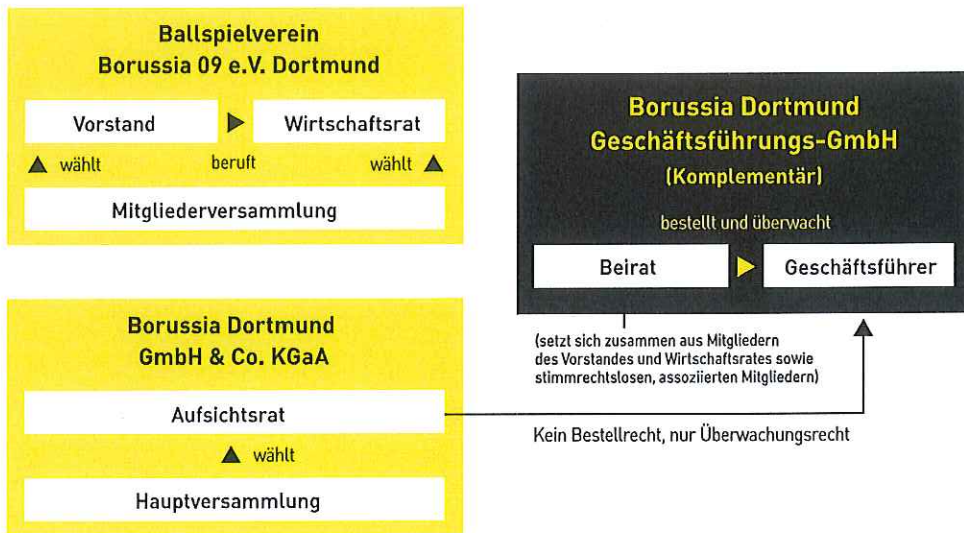 Ballspielverein
Borussia 09 e.V. Dortmund
Vorstand
Wirtschaftsrat
wählt
beruft
wählt
Mitgliederversammlung
Borussia Dortmund
Geschäftsführungs-GmbH
(Komplementär)
bestellt und überwacht
Beirat
Geschäftsführer
(setzt sich zusammen aus Mitgliedern
des Vorstandes und Wirtschaftsrates sowie
stimmrechtslosen, assoziierten Mitgliedern)
Borussia Dortmund
GmbH & Co. KGaA
Aufsichtsrat
Kein Bestellrecht, nur Überwachungsrecht
wählt
Hauptversammlung